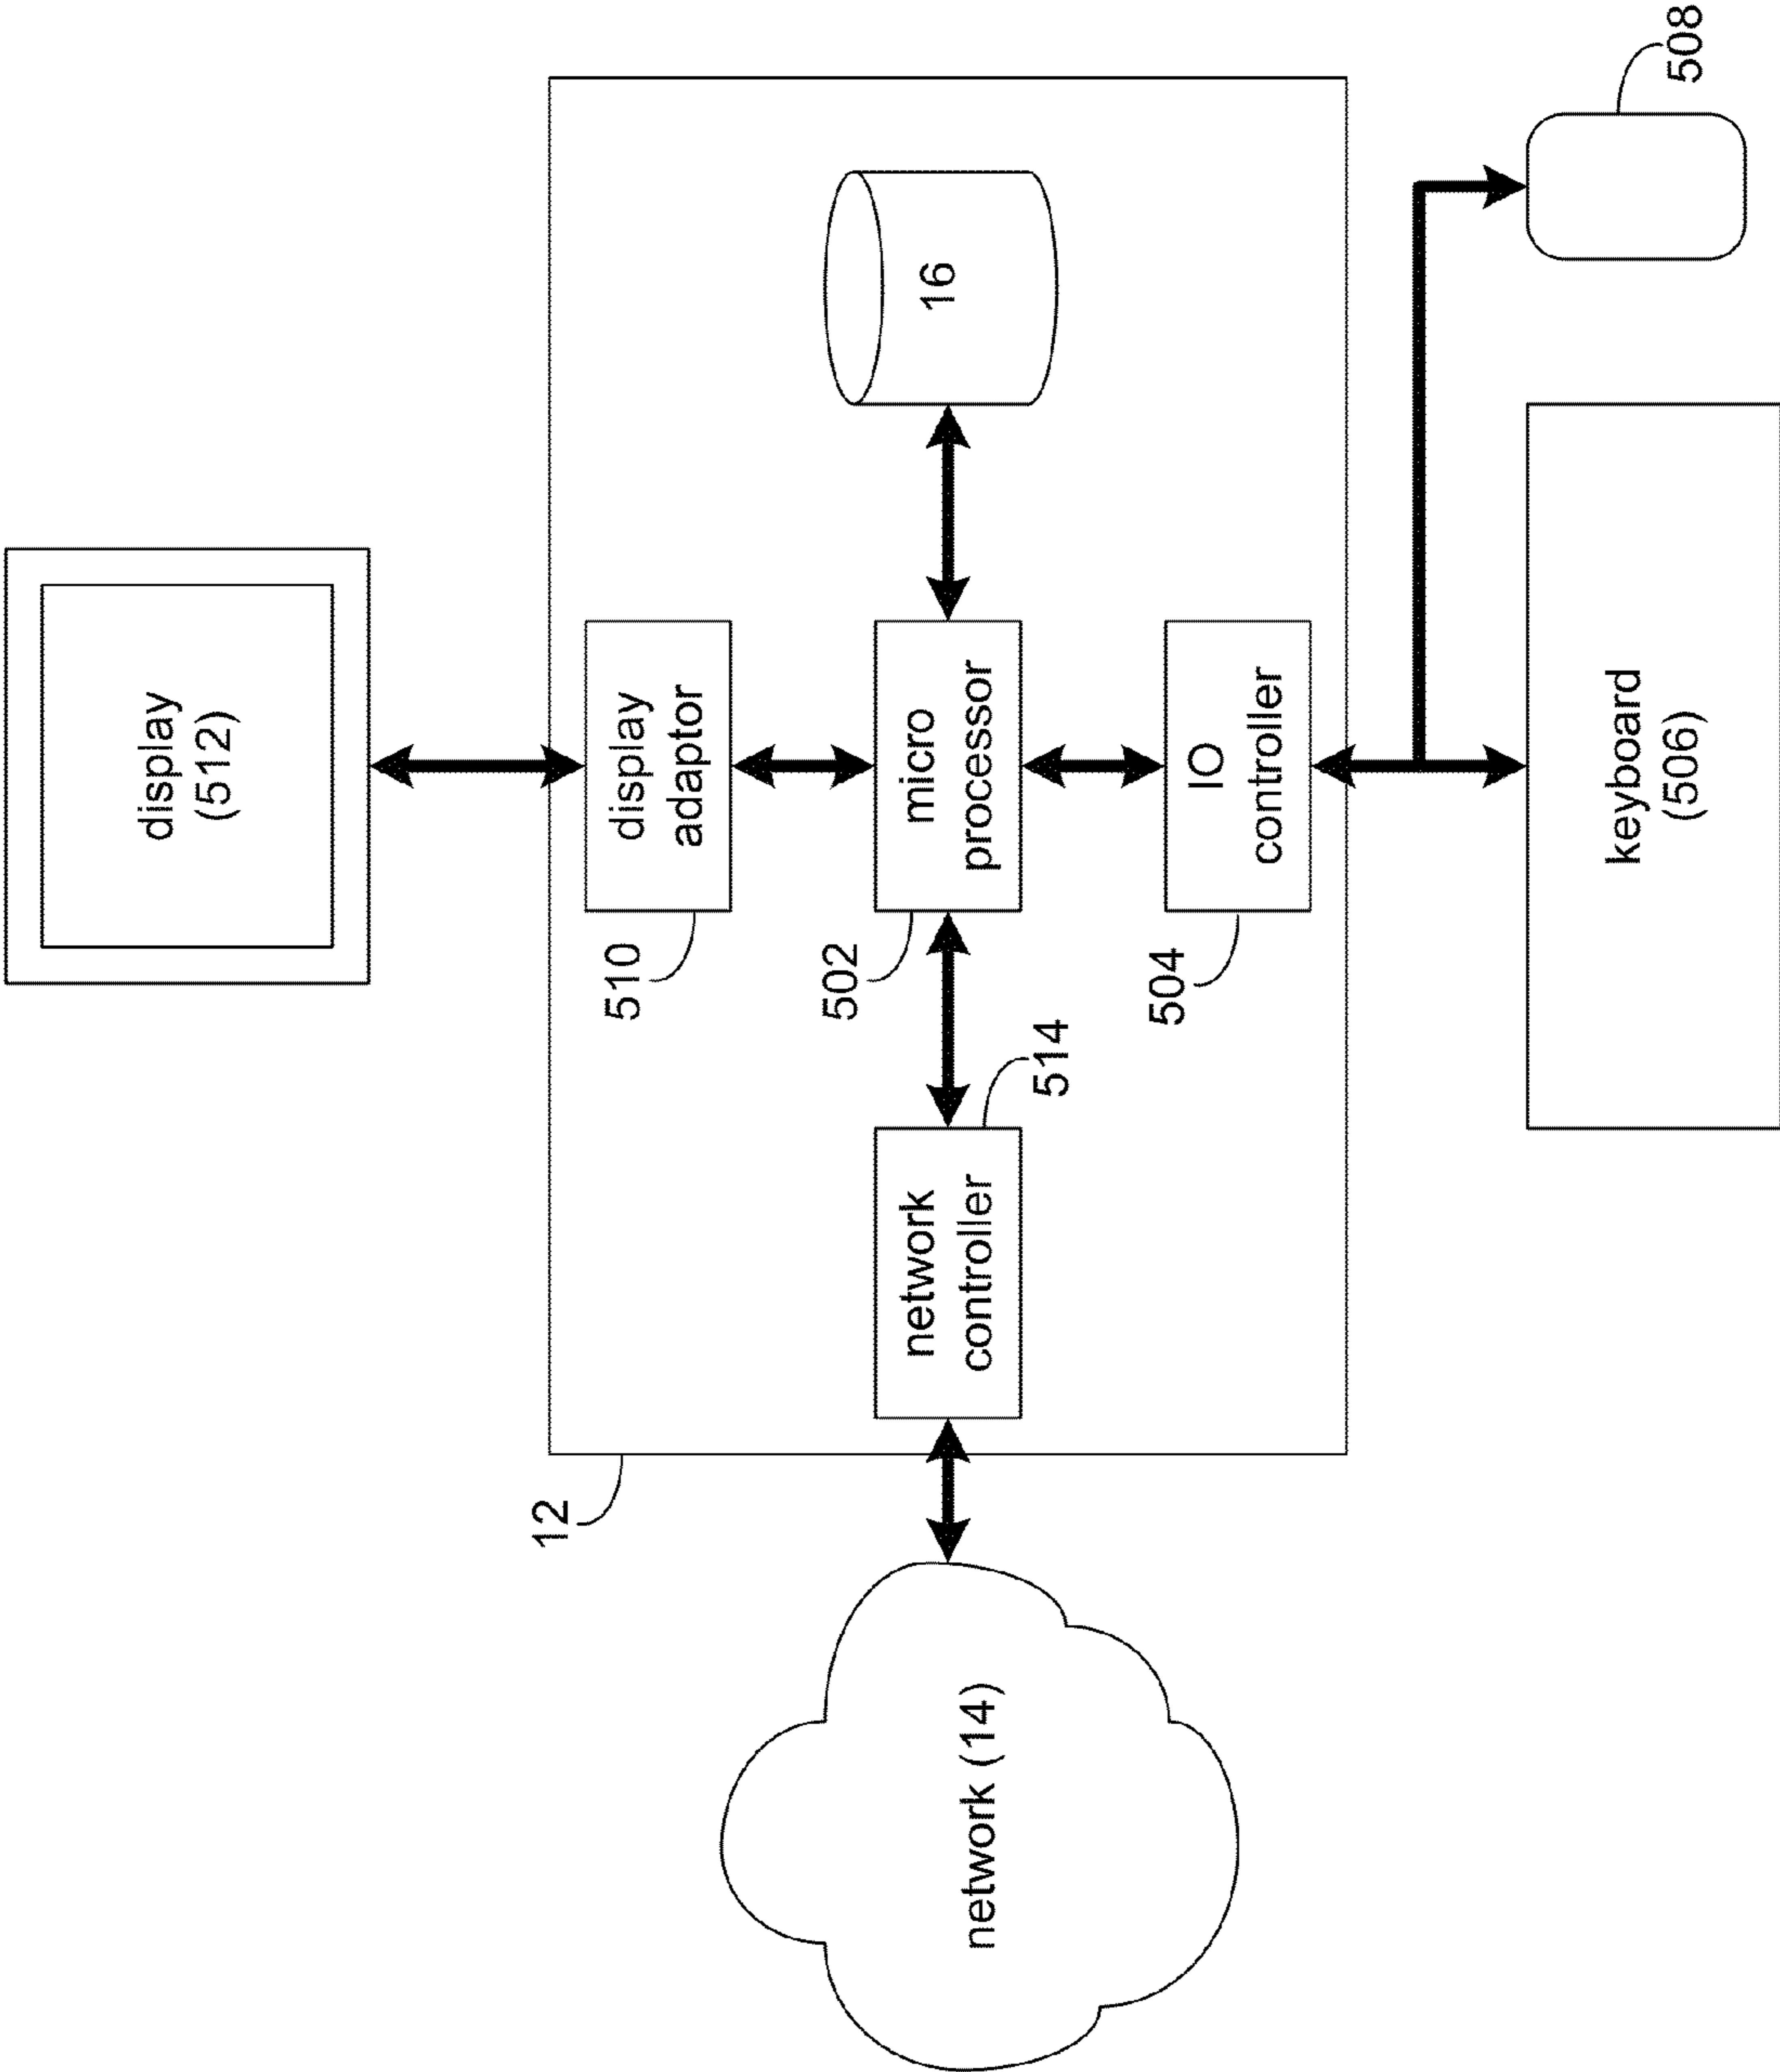 display
(512)
510
display
adaptor
12
502
micro
processor
16
network
controller
514
network (14)
504
IO
controller
508
keyboard
(506)